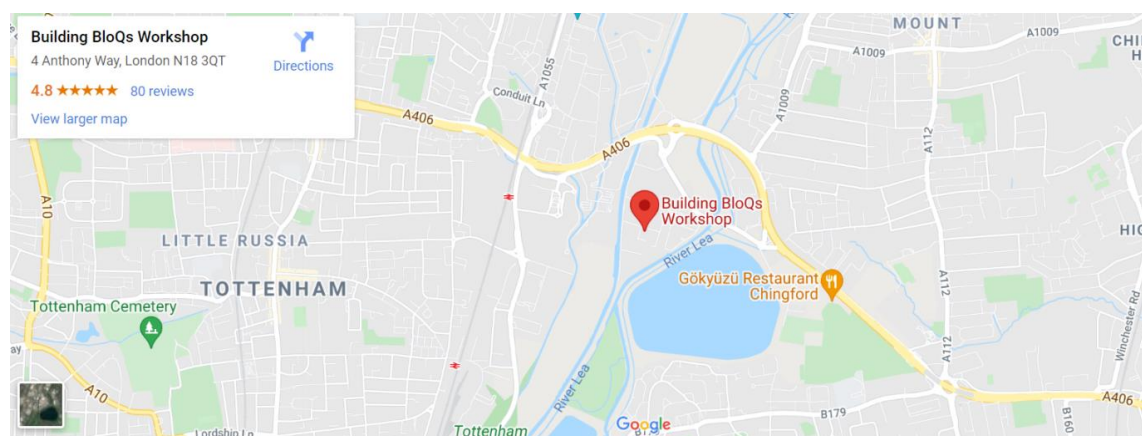 Building BloQs Workshop
4 Anthony Way, London N18 3QT
4.8
80 reviews
View larger map
Directions
MOUNT
A1009
A1009
A1009
A1055
Conduit Ln
A406
A406
A10
A112
A112
A112
Building BloQs
Workshop
River Lea
LITTLE RUSSIA
TOTTENHAM
Tottenham Cemetery
Gökyüzü Restaurant
Chingford
HIG
CHI
H
Winchester Rd
ay
A10
River Lea
A406
B179
B160
Lordship Ln
Tottenham
Google